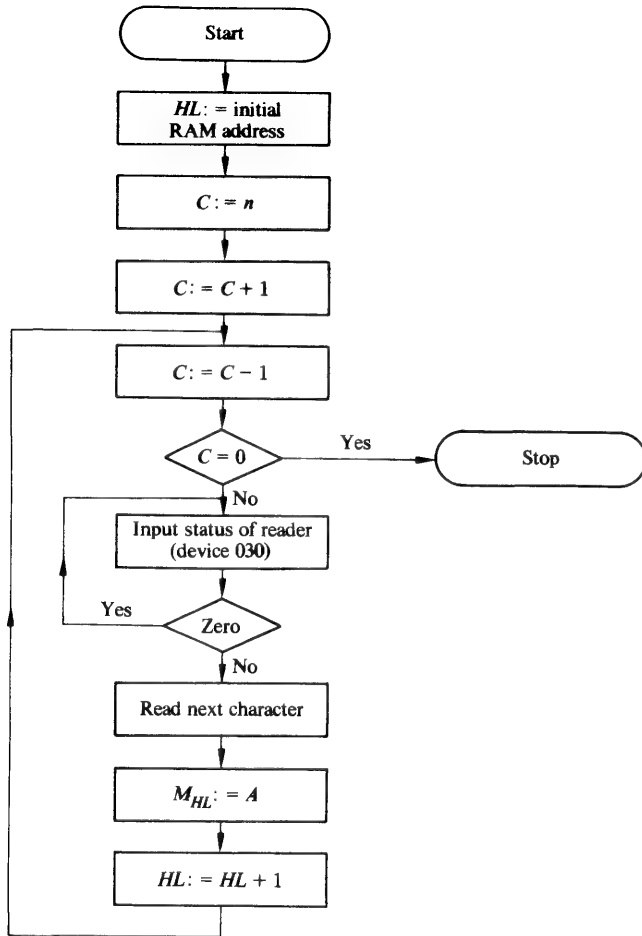 Start
HL: = initial
RAM address
C: = n
C: = C + 1
C: = C − 1
C = 0
Yes
Stop
No
Input status of reader
(device 030)
Yes
Zero
No
Read next character
M_HL: = A
HL: = HL + 1